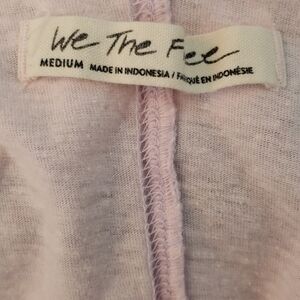 We The Free
MEDIUM MADE IN INDONESIA / FABRIQUÉ EN INDONÉSIE